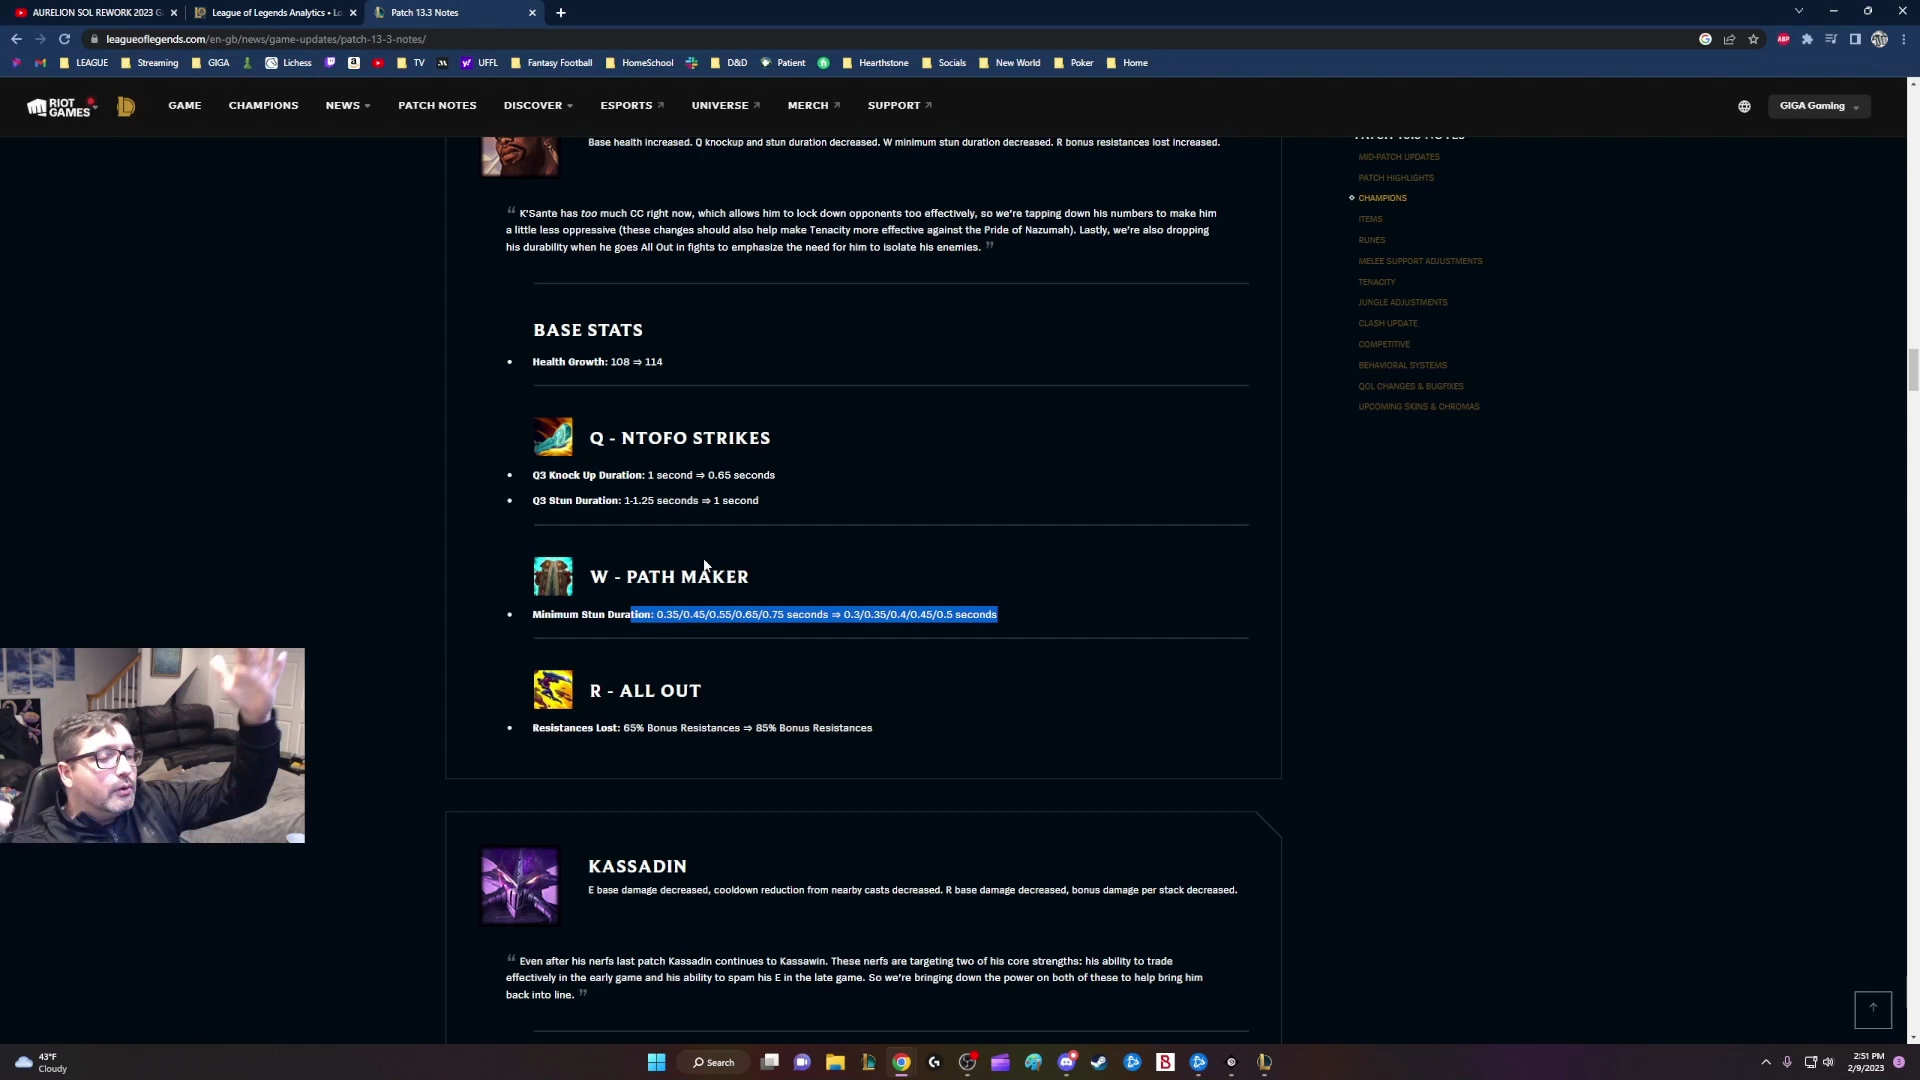 AURELION SOL REWORK 2023 G
League of Legends Analytics • Lo
Patch 13.3 Notes
leagueoflegends.com/en-gb/news/game-updates/patch-13-3-notes/
LEAGUE
Streaming
GIGA
Lichess
TV
UFFL
Fantasy Football
HomeSchool
D&D
Patient
Hearthstone
Socials
New World
Poker
Home
RIOT GAMES
GAME
CHAMPIONS
NEWS
PATCH NOTES
DISCOVER
ESPORTS
UNIVERSE
MERCH
SUPPORT
GIGA Gaming
Base health increased. Q knockup and stun duration decreased. W minimum stun duration decreased. R bonus resistances lost increased.
“ K'Sante has too much CC right now, which allows him to lock down opponents too effectively, so we're tapping down his numbers to make him
a little less oppressive (these changes should also help make Tenacity more effective against the Pride of Nazumah). Lastly, we're also dropping
his durability when he goes All Out in fights to emphasize the need for him to isolate his enemies. ”
BASE STATS
• Health Growth: 108 ⇒ 114
Q - NTOFO STRIKES
• Q3 Knock Up Duration: 1 second ⇒ 0.65 seconds
• Q3 Stun Duration: 1-1.25 seconds ⇒ 1 second
W - PATH MAKER
• Minimum Stun Duration: 0.35/0.45/0.55/0.65/0.75 seconds ⇒ 0.3/0.35/0.4/0.45/0.5 seconds
R - ALL OUT
• Resistances Lost: 65% Bonus Resistances ⇒ 85% Bonus Resistances
KASSADIN
E base damage decreased, cooldown reduction from nearby casts decreased. R base damage decreased, bonus damage per stack decreased.
“ Even after his nerfs last patch Kassadin continues to Kassawin. These nerfs are targeting two of his core strengths: his ability to trade
effectively in the early game and his ability to spam his E in the late game. So we're bringing down the power on both of these to help bring him
back into line. ”
PATCH 13.3 NOTES
MID-PATCH UPDATES
PATCH HIGHLIGHTS
CHAMPIONS
ITEMS
RUNES
MELEE SUPPORT ADJUSTMENTS
TENACITY
JUNGLE ADJUSTMENTS
CLASH UPDATE
COMPETITIVE
BEHAVIORAL SYSTEMS
QOL CHANGES & BUGFIXES
UPCOMING SKINS & CHROMAS
43°F
Cloudy
Search
2:51 PM
2/9/2023
3